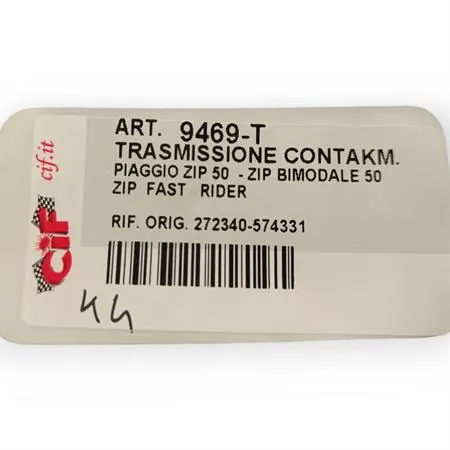 ART. 9469-T
TRASMISSIONE CONTAKM.
PIAGGIO ZIP 50 - ZIP BIMODALE 50
ZIP FAST RIDER
RIF. ORIG. 272340-574331
CIF
cif.it
44